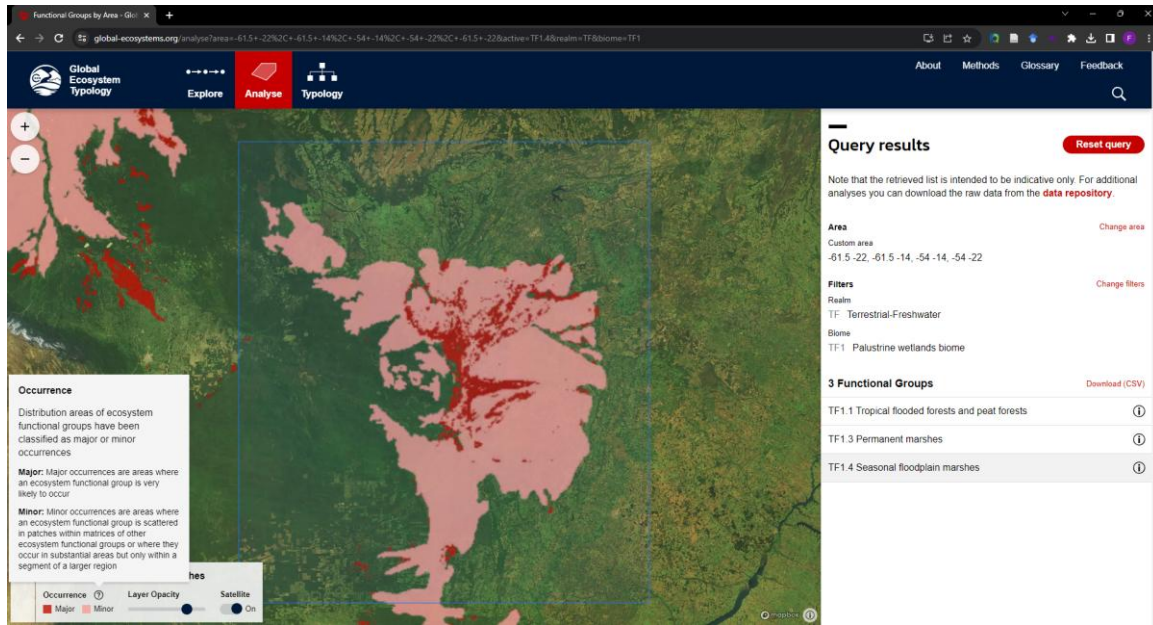 Functional Groups by Area - Glo
global-ecosystems.org/analyse?area=-61.5+-22%2C+-61.5+-14%2C+-54+-14%2C+-54+-22%2C+-61.5+-22&active=TF1.4&realm=TF&biome=TF1
Global
Ecosystem
Typology
Explore
Analyse
Typology
About Methods Glossary Feedback
+
−
Query results
Reset query
Note that the retrieved list is intended to be indicative only. For additional
analyses you can download the raw data from the data repository.
Area
Change area
Custom area
-61.5 -22, -61.5 -14, -54 -14, -54 -22
Filters
Change filters
Realm
TF Terrestrial-Freshwater
Biome
TF1 Palustrine wetlands biome
3 Functional Groups
Download (CSV)
TF1.1 Tropical flooded forests and peat forests
TF1.3 Permanent marshes
TF1.4 Seasonal floodplain marshes
Occurrence
Distribution areas of ecosystem
functional groups have been
classified as major or minor
occurrences
Major: Major occurrences are areas where
an ecosystem functional group is very
likely to occur
Minor: Minor occurrences are areas where
an ecosystem functional group is scattered
in patches within matrices of other
ecosystem functional groups or where they
occur in substantial areas but only within a
segment of a larger region
hes
Occurrence ? Layer Opacity Satellite
Major Minor On
mapbox